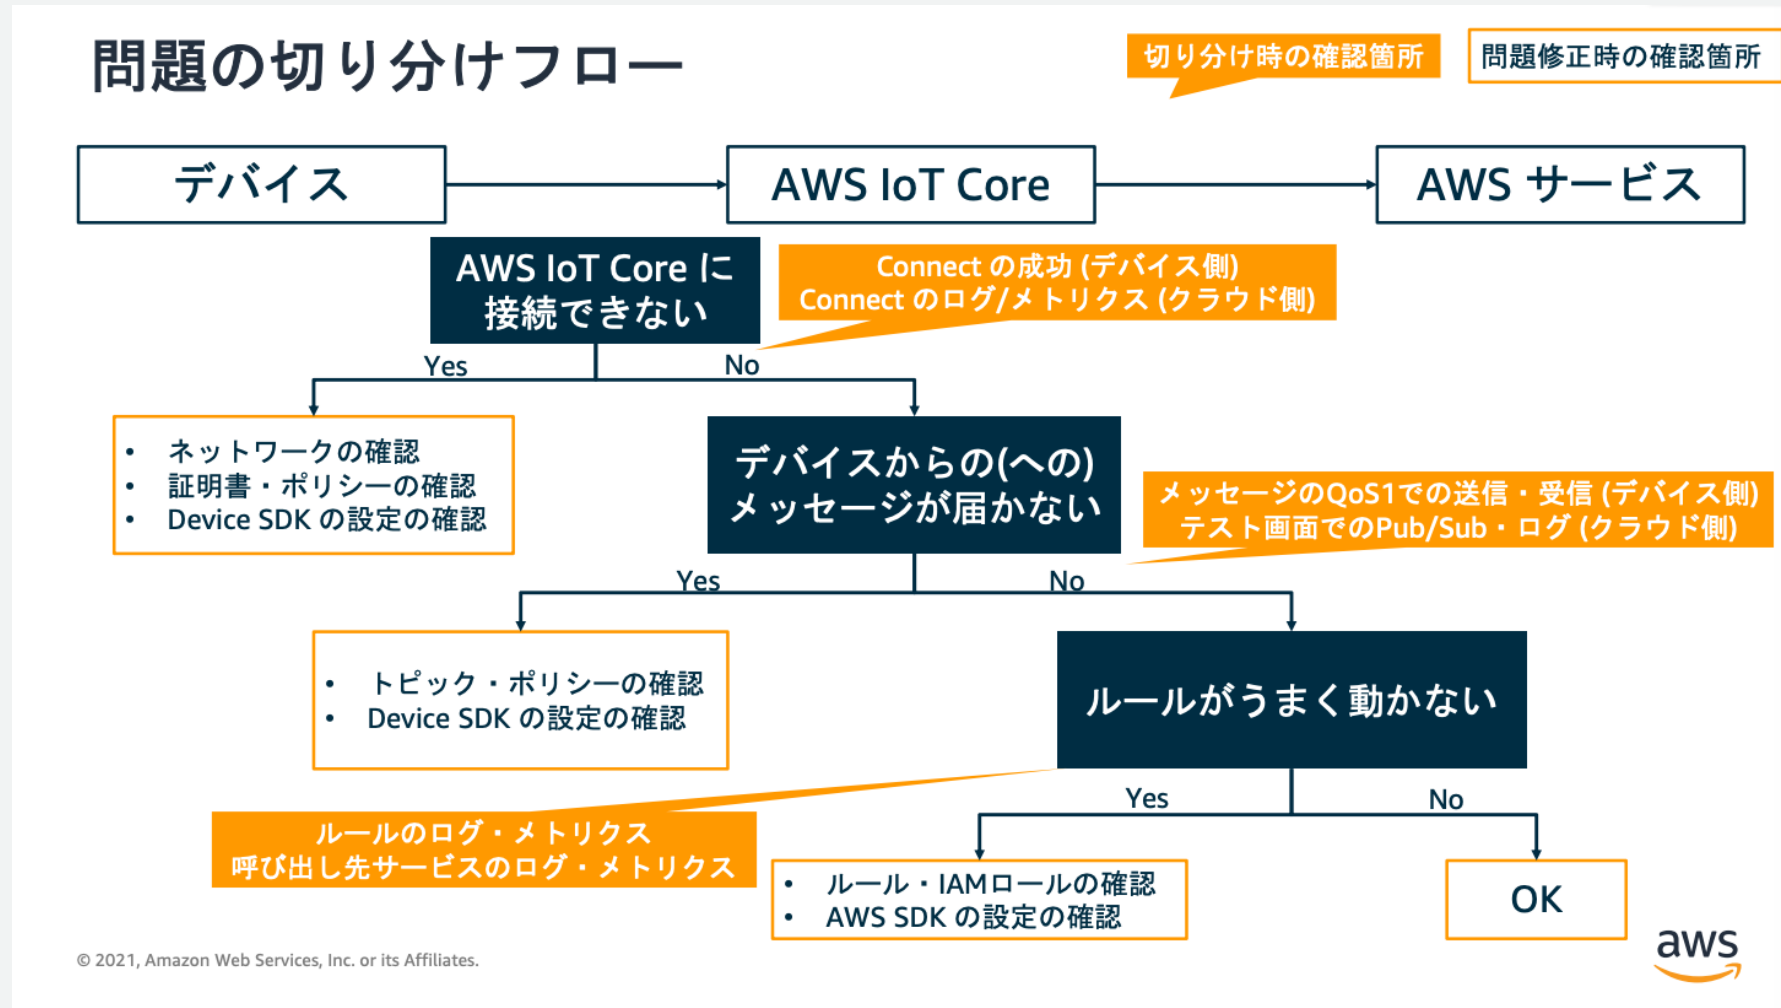 問題の切り分けフロー
切り分け時の確認箇所
問題修正時の確認箇所
デバイス
AWS IoT Core
AWS サービス
AWS IoT Core に
接続できない
Connect の成功 (デバイス側)
Connect のログ/メトリクス (クラウド側)
Yes
No
• ネットワークの確認
• 証明書・ポリシーの確認
• Device SDK の設定の確認
デバイスからの(への)
メッセージが届かない
メッセージのQoS1での送信・受信 (デバイス側)
テスト画面でのPub/Sub・ログ (クラウド側)
Yes
No
• トピック・ポリシーの確認
• Device SDK の設定の確認
ルールがうまく動かない
ルールのログ・メトリクス
呼び出し先サービスのログ・メトリクス
Yes
No
• ルール・IAMロールの確認
• AWS SDK の設定の確認
OK
© 2021, Amazon Web Services, Inc. or its Affiliates.
aws